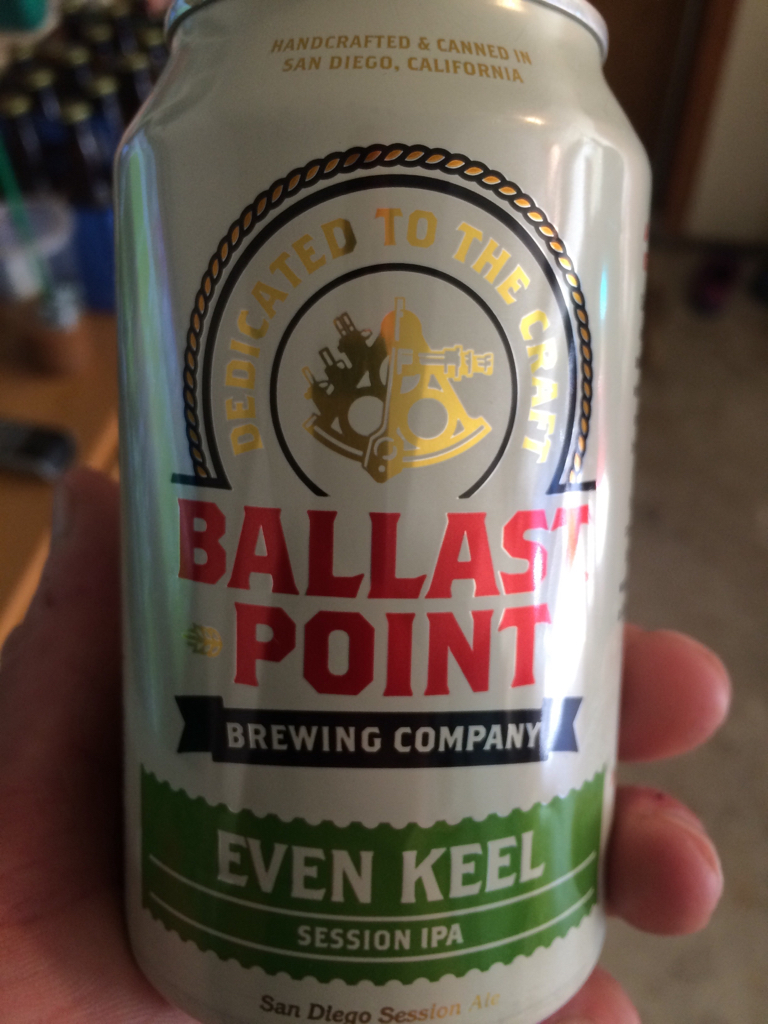 HANDCRAFTED & CANNED IN
SAN DIEGO, CALIFORNIA
DEDICATED TO THE CRAFT
BALLAST
POINT
BREWING COMPANY
EVEN KEEL
SESSION IPA
San Diego Session Ale